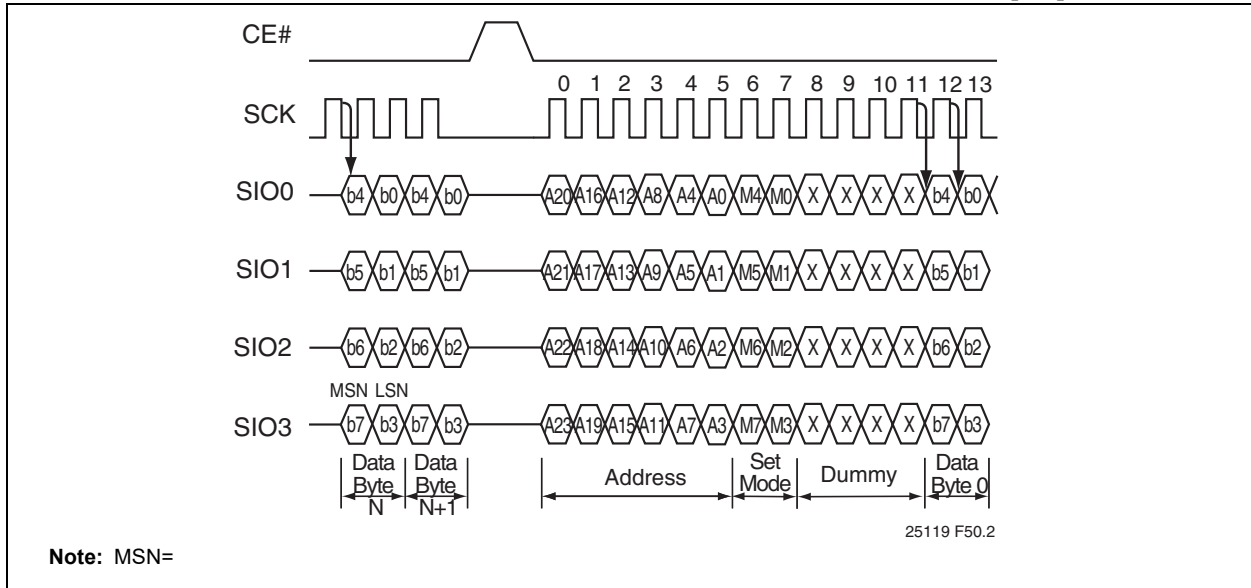 CE#
0 1 2 3 4 5 6 7 8 9 10 11 12 13
SCK
SIO0 b4 b0 b4 b0 A20 A16 A12 A8 A4 A0 M4 M0 X X X X b4 b0
SIO1 b5 b1 b5 b1 A21 A17 A13 A9 A5 A1 M5 M1 X X X X b5 b1
SIO2 b6 b2 b6 b2 A22 A18 A14 A10 A6 A2 M6 M2 X X X X b6 b2
MSN LSN
SIO3 b7 b3 b7 b3 A23 A19 A15 A11 A7 A3 M7 M3 X X X X b7 b3
Data Data Set Data
Byte Byte Address Mode Dummy Byte 0
N N+1
25119 F50.2
Note: MSN=